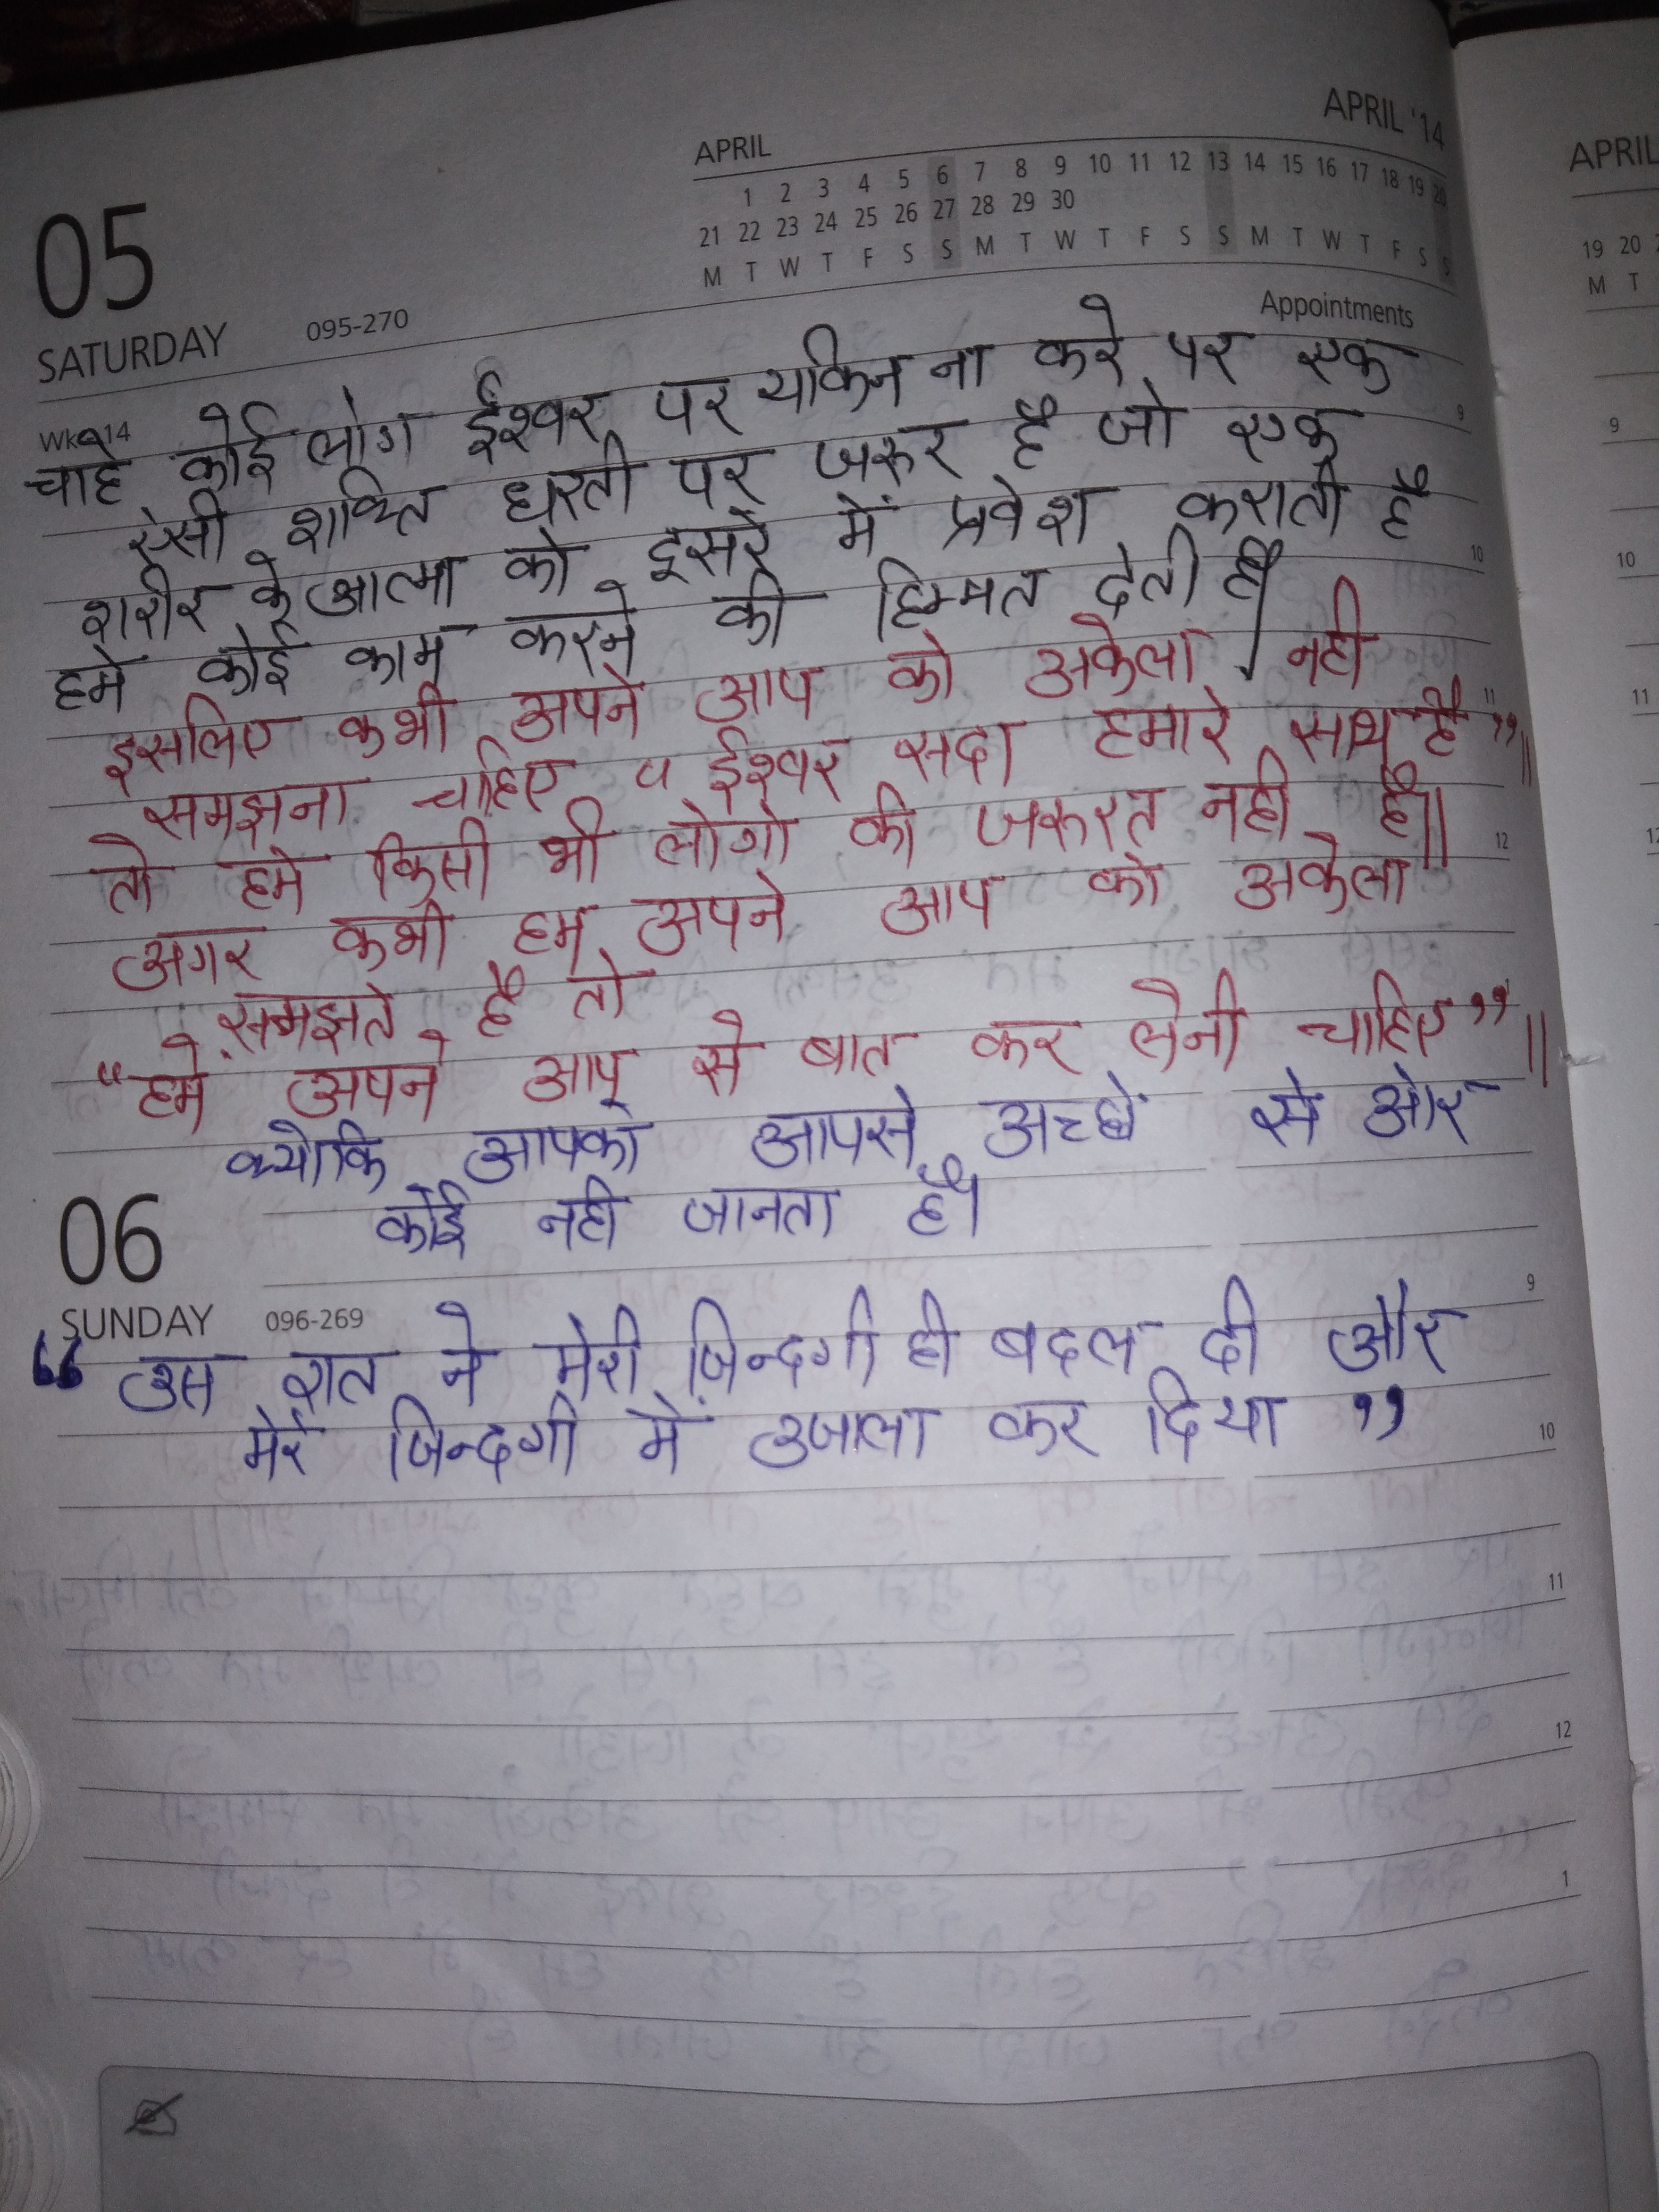 APRIL '14
APRIL
1 2 3 4 5 6 7 8 9 10 11 12 13 14 15 16 17 18 19 20
21 22 23 24 25 26 27 28 29 30
M T W T F S S M T W T F S S M T W T F S S
05
SATURDAY 095-270
Appointments
Wk 14
चाहे कोई लोग ईश्वर पर यकिन ना करे पर एक
ऐसी शक्ति धरती पर जरूर है जो एक
शरीर के आत्मा को दूसरे में प्रवेश कराती है
हमे कोई काम करने की हिम्मत देती है।
इसलिए कभी अपने आप को अकेला नही
समझना चाहिए " ईश्वर सदा हमारे साथ है "॥
तो हमे किसी भी लोगो की जरूरत नही है॥
अगर कभी हम अपने आप को अकेला
समझते है तो
"हमे अपने आप से बात कर लेनी चाहिए"॥
क्योकि आपको आपसे अच्छे से ओर
कोई नही जानता है।
06
SUNDAY 096-269
"उस रात ने मेरी ज़िन्दगी ही बदल दी और
मेरे जिन्दगी में उजाला कर दिया "
9
10
11
12
9
10
11
12
1
APRIL
19 20
M T
9
10
11
12